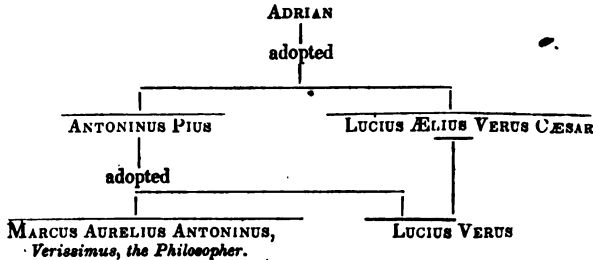 ADRIAN
adopted
ANTONINUS PIUS
LUCIUS ÆLIUS VERUS CÆSAR
adopted
MARCUS AURELIUS ANTONINUS,
LUCIUS VERUS
Verissimus, the Philosopher.